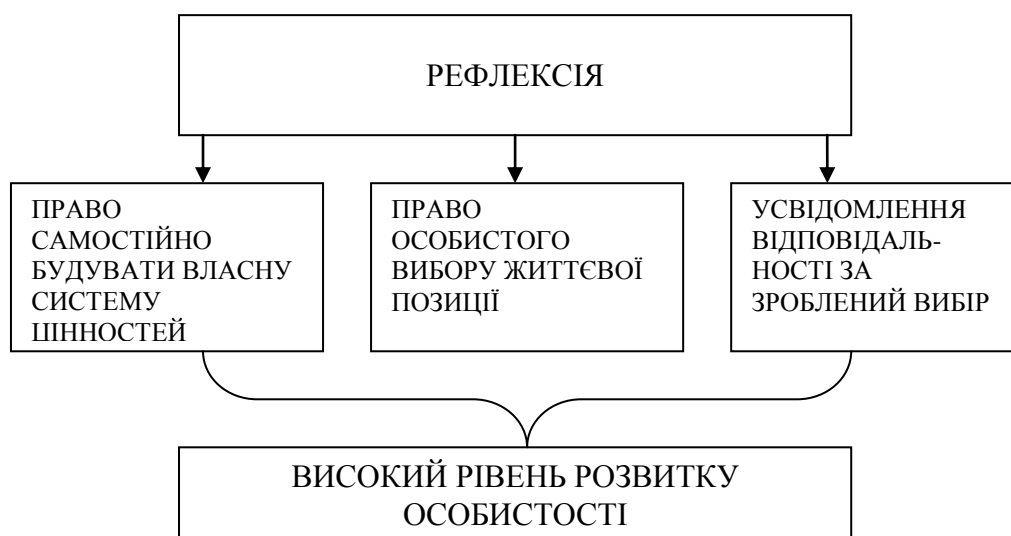 РЕФЛЕКСІЯ
ПРАВО
САМОСТІЙНО
БУДУВАТИ ВЛАСНУ
СИСТЕМУ
ЦІННОСТЕЙ
ПРАВО
ОСОБИСТОГО
ВИБОРУ ЖИТТЄВОЇ
ПОЗИЦІЇ
УСВІДОМЛЕННЯ
ВІДПОВІДАЛЬ-
НОСТІ ЗА
ЗРОБЛЕНИЙ ВИБІР
ВИСОКИЙ РІВЕНЬ РОЗВИТКУ
ОСОБИСТОСТІ